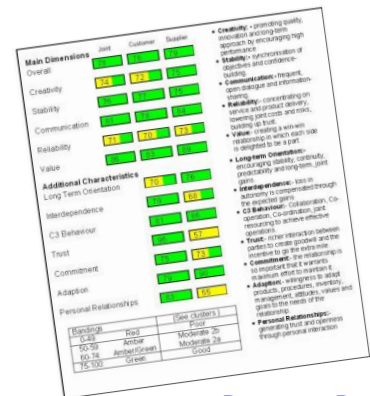 Joint Customer Supplier
Main Dimensions
Overall
Creativity 74 72
Stability
Communication
Reliability 71 70 73
Value
Additional Characteristics
Long Term Orientation 70
Interdependence 68
C3 Behaviour
Trust 57
Commitment 73
Adaption
Personal Relationships 55
Bandings (See clusters)
0-49 Red Poor
50-59 Amber Moderate 2b
60-74 Amber/Green Moderate 2a
75-100 Green Good
• Creativity: - promoting quality,
innovation and long-term
approach by encouraging high
performance.
• Stability:- synchronisation of
objectives and confidence-
building.
• Communication:- frequent,
open dialogue and information-
sharing.
• Reliability:- concentrating on
service and product delivery,
lowering joint costs and risks,
building up trust.
• Value:- creating a win-win
relationship in which each side
is delighted to be a part.
• Long-term Orientation:-
encouraging stability, continuity,
predictability and long-term, joint
gains.
• Interdependence:- loss in
autonomy is compensated through
the expected gains
• C3 Behaviour:- Collaboration, Co-
operation, Co-ordination, joint
resourcing to achieve effective
operations.
• Trust:- richer interaction between
parties to create goodwill and the
incentive to go the extra mile.
• Commitment:- the relationship is
so important that it warrants
maximum effort to maintain it
• Adaption:- willingness to adapt
products, procedures, inventory,
management, attitudes, values and
goals to the needs of the
relationship.
• Personal Relationships:-
generating trust and openness
through personal interaction